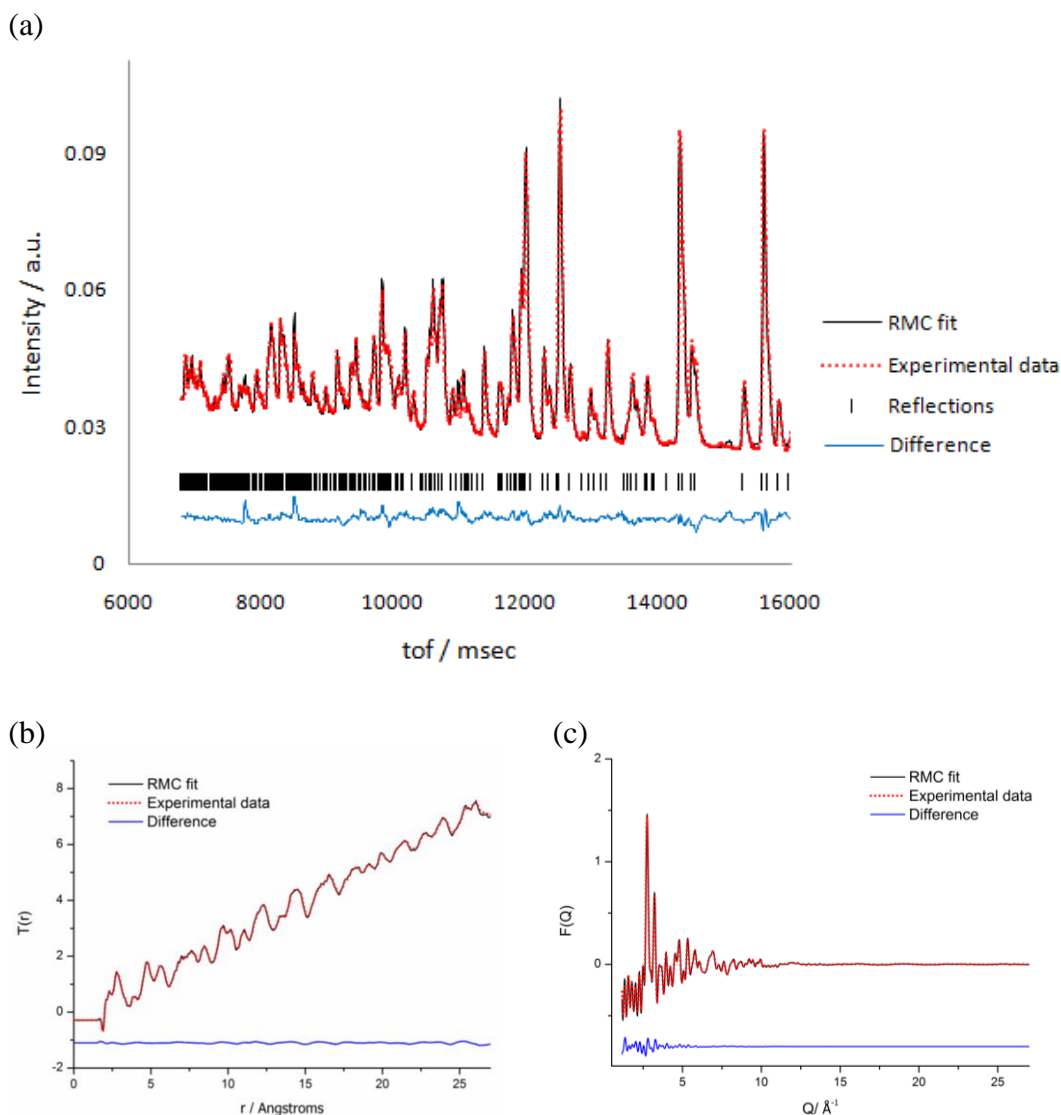 (a)
Intensity / a.u.
0.09
0.06
0.03
0
6000 8000 10000 12000 14000 16000
tof / msec
RMC fit
Experimental data
Reflections
Difference
(b)
RMC fit
Experimental data
Difference
T(r)
8
6
4
2
0
-2
0 5 10 15 20 25
r / Angstroms
(c)
RMC fit
Experimental data
Difference
F(Q)
2
1
0
5 10 15 20 25
Q/ Å⁻¹